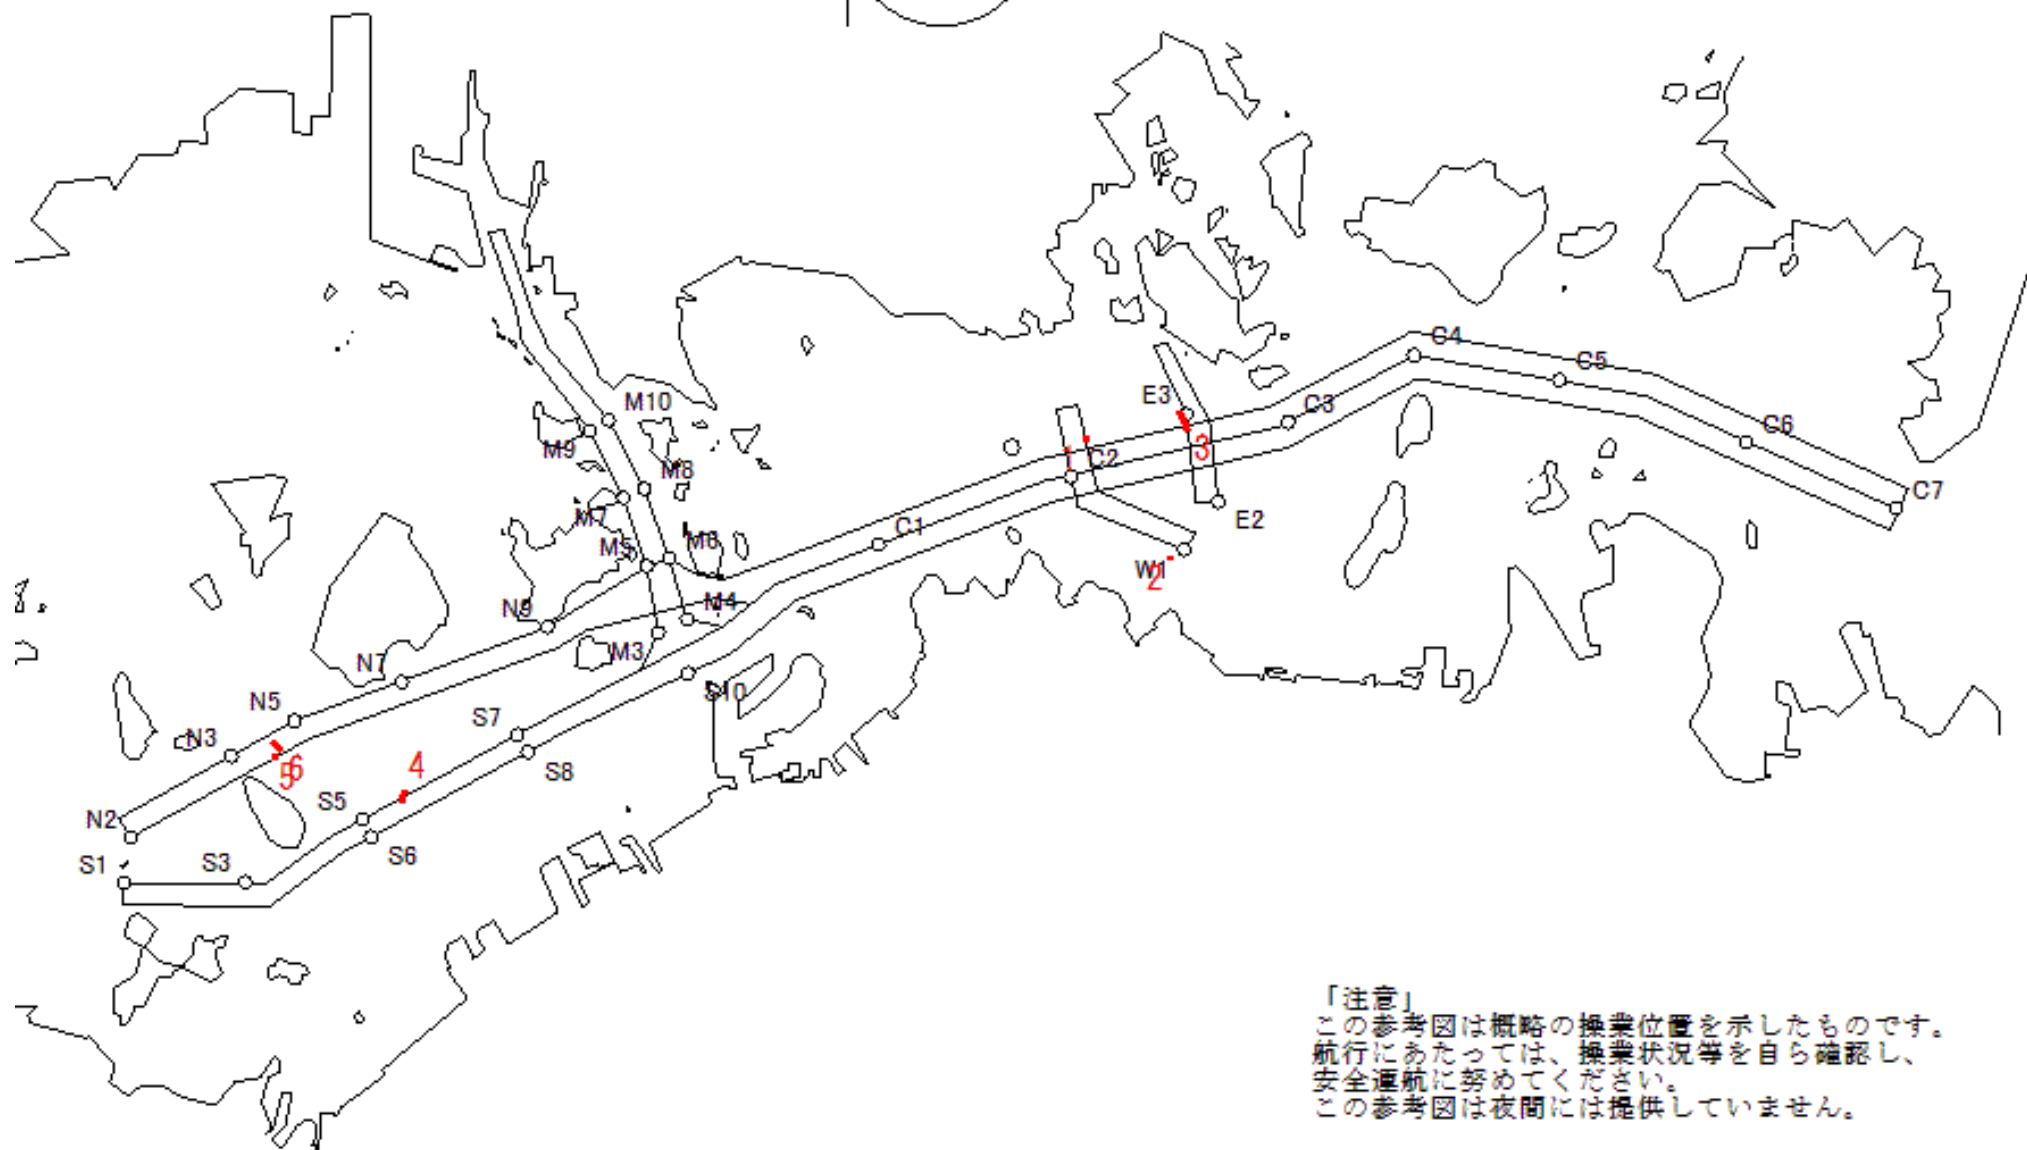 C4
C5
M10
E3
C3
C6
M9
1
C2
3
M8
C7
M7
E2
C1
M6
M5
W1
2
N9
M4
M3
N7
S10
N5
S7
N3
4
5
6
S8
S5
N2
S6
S1
S3
「注意」
この参考図は概略の操業位置を示したものです。
航行にあたっては、操業状況等を自ら確認し、
安全運航に努めてください。
この参考図は夜間には提供していません。